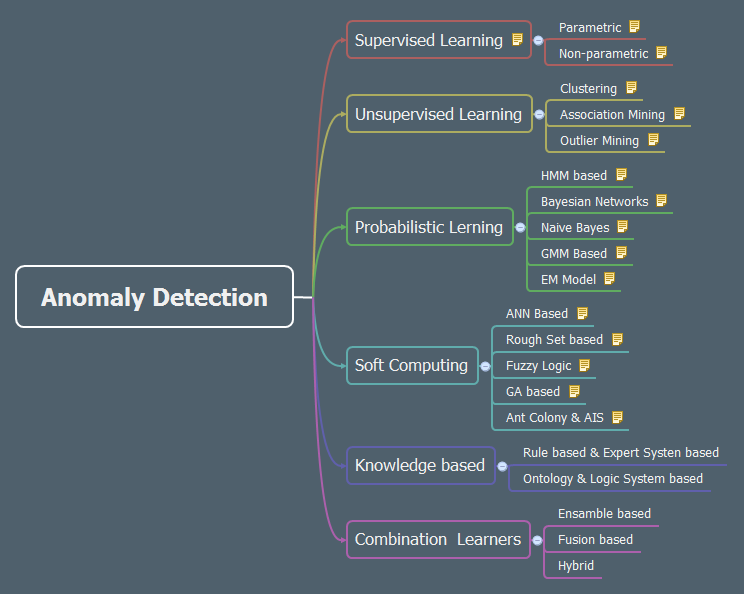 Anomaly Detection
Supervised Learning
Parametric
Non-parametric
Unsupervised Learning
Clustering
Association Mining
Outlier Mining
Probabilistic Lerning
HMM based
Bayesian Networks
Naive Bayes
GMM Based
EM Model
Soft Computing
ANN Based
Rough Set based
Fuzzy Logic
GA based
Ant Colony & AIS
Knowledge based
Rule based & Expert Systen based
Ontology & Logic System based
Combination Learners
Ensamble based
Fusion based
Hybrid